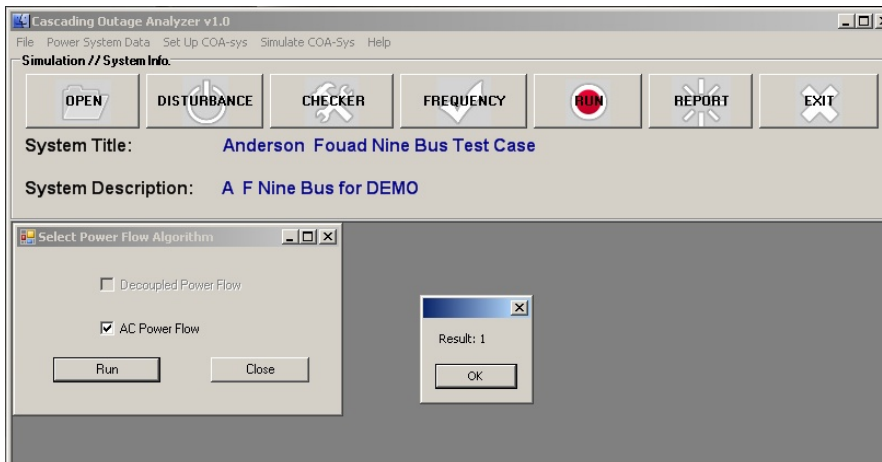 Cascading Outage Analyzer v1.0
File Power System Data Set Up COA-sys Simulate COA-Sys Help
Simulation // System Info.
OPEN DISTURBANCE CHECKER FREQUENCY RUN REPORT EXIT
System Title: Anderson Fouad Nine Bus Test Case
System Description: A F Nine Bus for DEMO
Select Power Flow Algorithm
Decoupled Power Flow
AC Power Flow
Run Close
Result: 1
OK